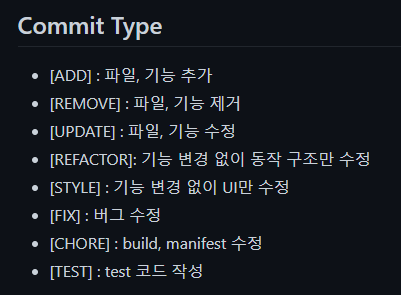 Commit Type
[ADD] : 파일, 기능 추가
[REMOVE] : 파일, 기능 제거
[UPDATE] : 파일, 기능 수정
[REFACTOR]: 기능 변경 없이 동작 구조만 수정
[STYLE] : 기능 변경 없이 UI만 수정
[FIX] : 버그 수정
[CHORE] : build, manifest 수정
[TEST] : test 코드 작성